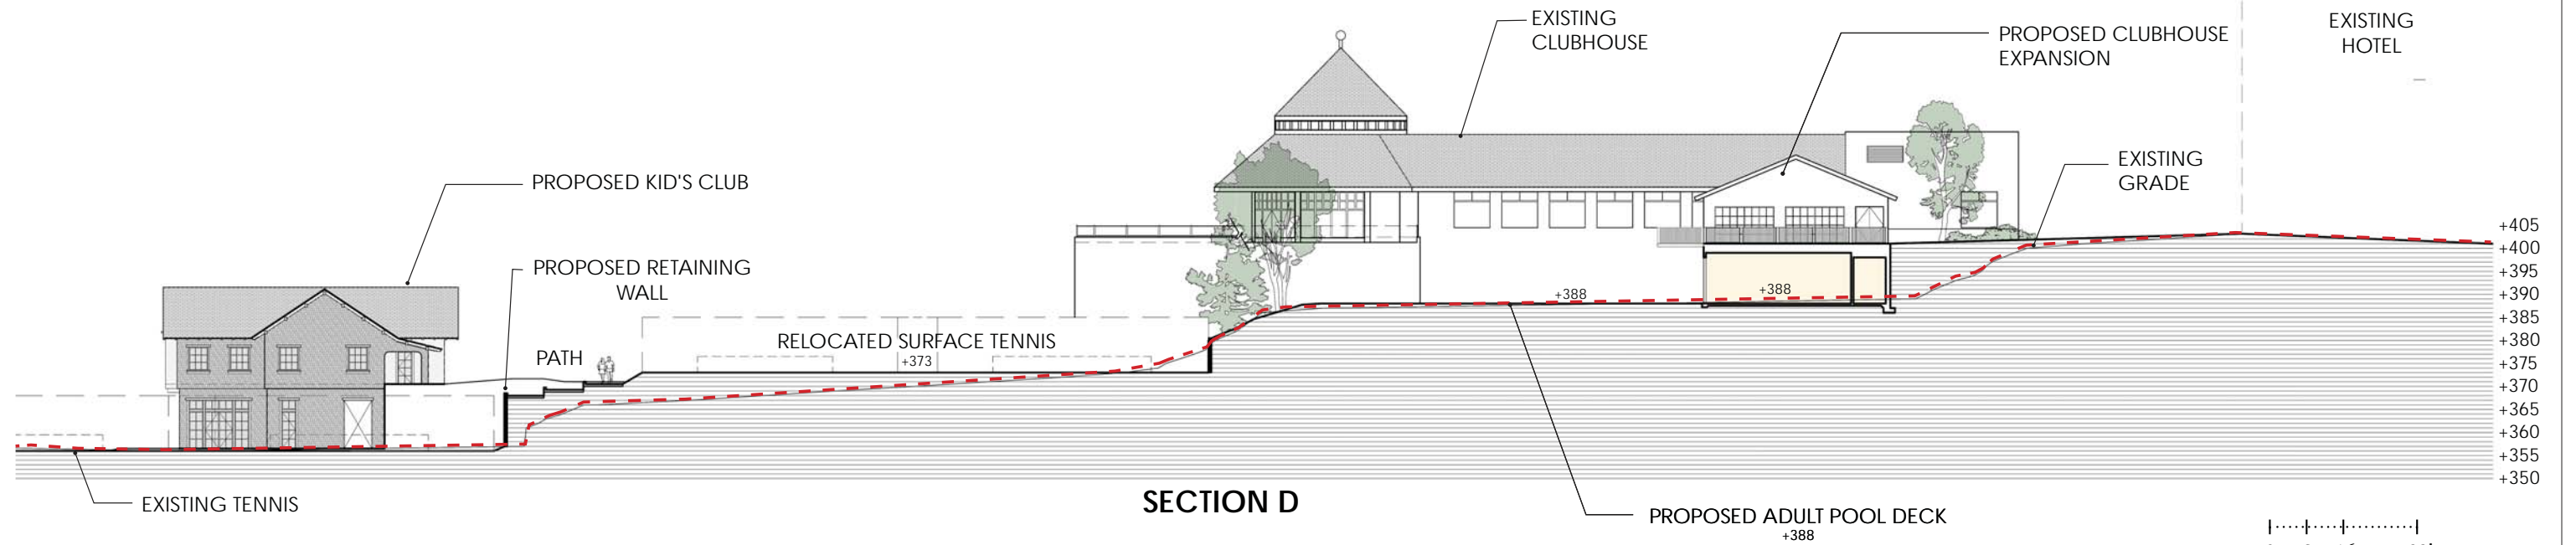 EXISTING
CLUBHOUSE
PROPOSED CLUBHOUSE
EXPANSION
EXISTING
HOTEL
EXISTING
GRADE
PROPOSED KID'S CLUB
PROPOSED RETAINING
WALL
PATH
RELOCATED SURFACE TENNIS
+373
+388
+388
+405
+400
+395
+390
+385
+380
+375
+370
+365
+360
+355
+350
EXISTING TENNIS
SECTION D
PROPOSED ADULT POOL DECK
+388